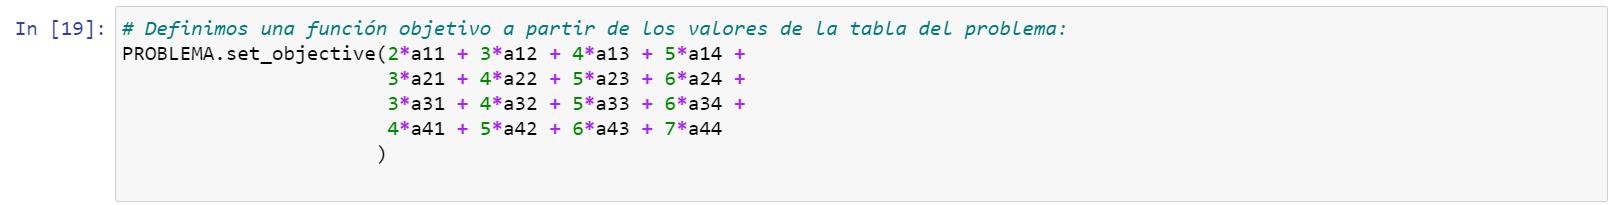 In [19]: # Definimos una función objetivo a partir de los valores de la tabla del problema:
PROBLEMA.set_objective(2*a11 + 3*a12 + 4*a13 + 5*a14 +
3*a21 + 4*a22 + 5*a23 + 6*a24 +
3*a31 + 4*a32 + 5*a33 + 6*a34 +
4*a41 + 5*a42 + 6*a43 + 7*a44
)